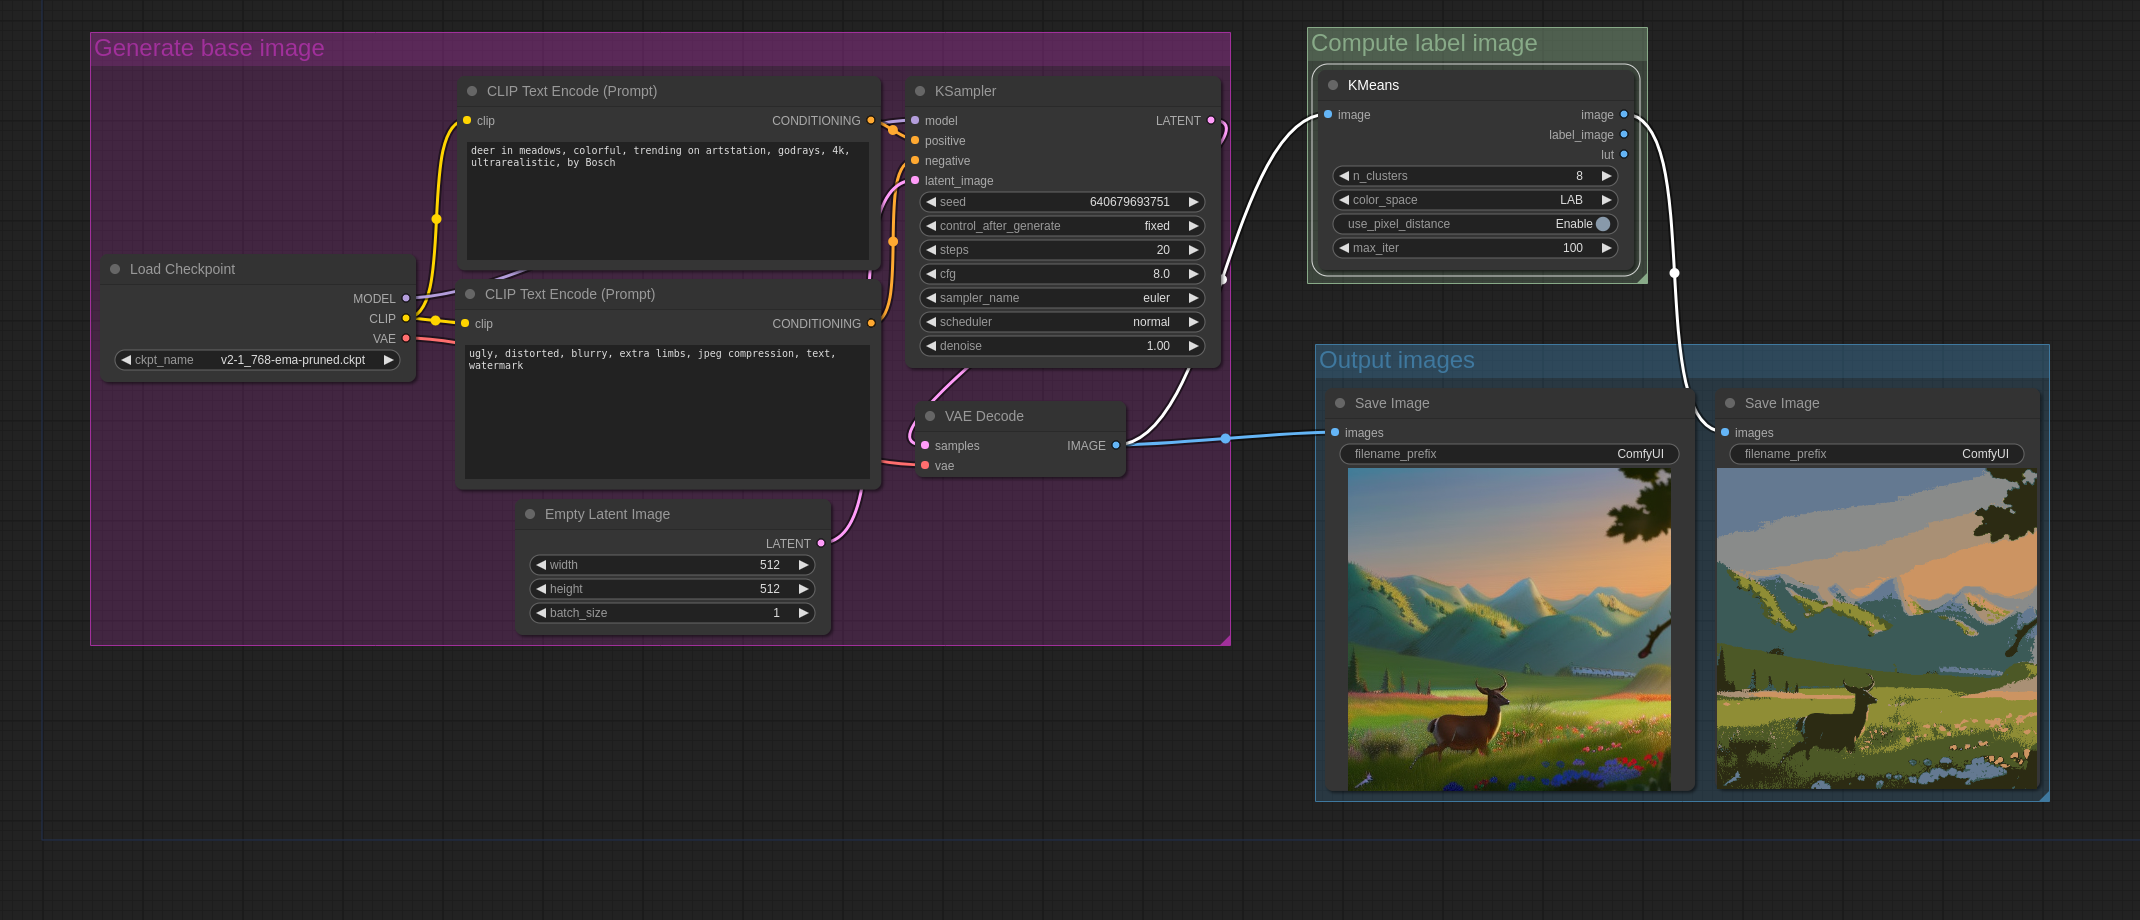 Generate base image
Load Checkpoint
MODEL
CLIP
VAE
ckpt_name v2-1_768-ema-pruned.ckpt
CLIP Text Encode (Prompt)
clip CONDITIONING
deer in meadows, colorful, trending on artstation, godrays, 4k,
ultrarealistic, by Bosch
CLIP Text Encode (Prompt)
clip CONDITIONING
ugly, distorted, blurry, extra limbs, jpeg compression, text,
watermark
Empty Latent Image
LATENT
width 512
height 512
batch_size 1
KSampler
model LATENT
positive
negative
latent_image
seed 640679693751
control_after_generate fixed
steps 20
cfg 8.0
sampler_name euler
scheduler normal
denoise 1.00
VAE Decode
samples IMAGE
vae
Compute label image
KMeans
image image
label_image
lut
n_clusters 8
color_space LAB
use_pixel_distance Enable
max_iter 100
Output images
Save Image
images
filename_prefix ComfyUI
Save Image
images
filename_prefix ComfyUI